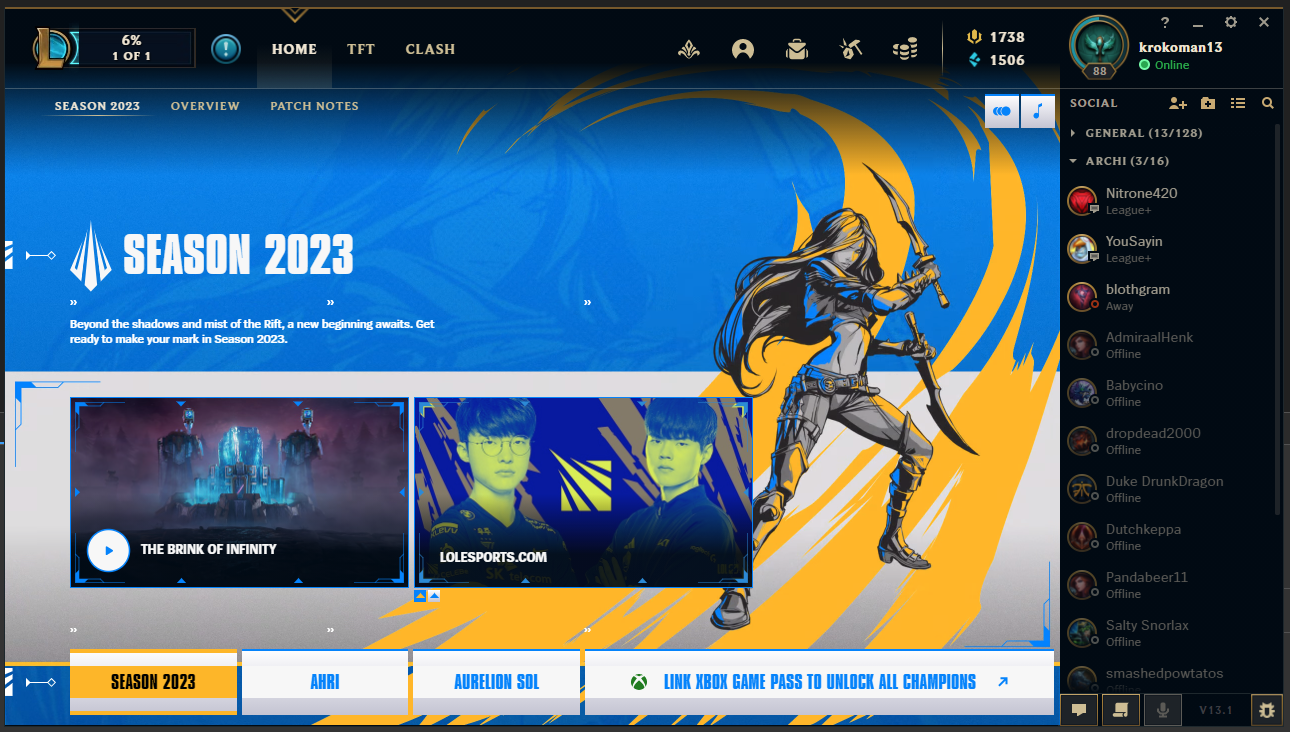 6%
1 OF 1
HOME
TFT
CLASH
1738
1506
?
krokoman13
Online
88
SEASON 2023
OVERVIEW
PATCH NOTES
SOCIAL
GENERAL (13/128)
ARCHI (3/16)
Nitrone420
League+
YouSayin
League+
blothgram
Away
AdmiraalHenk
Offline
Babycino
Offline
dropdead2000
Offline
Duke DrunkDragon
Offline
Dutchkeppa
Offline
Pandabeer11
Offline
Salty Snorlax
Offline
smashedpowtatos
Offline
SEASON 2023
Beyond the shadows and mist of the Rift, a new beginning awaits. Get
ready to make your mark in Season 2023.
THE BRINK OF INFINITY
LOLESPORTS.COM
SEASON 2023
AHRI
AURELION SOL
LINK XBOX GAME PASS TO UNLOCK ALL CHAMPIONS
V13.1